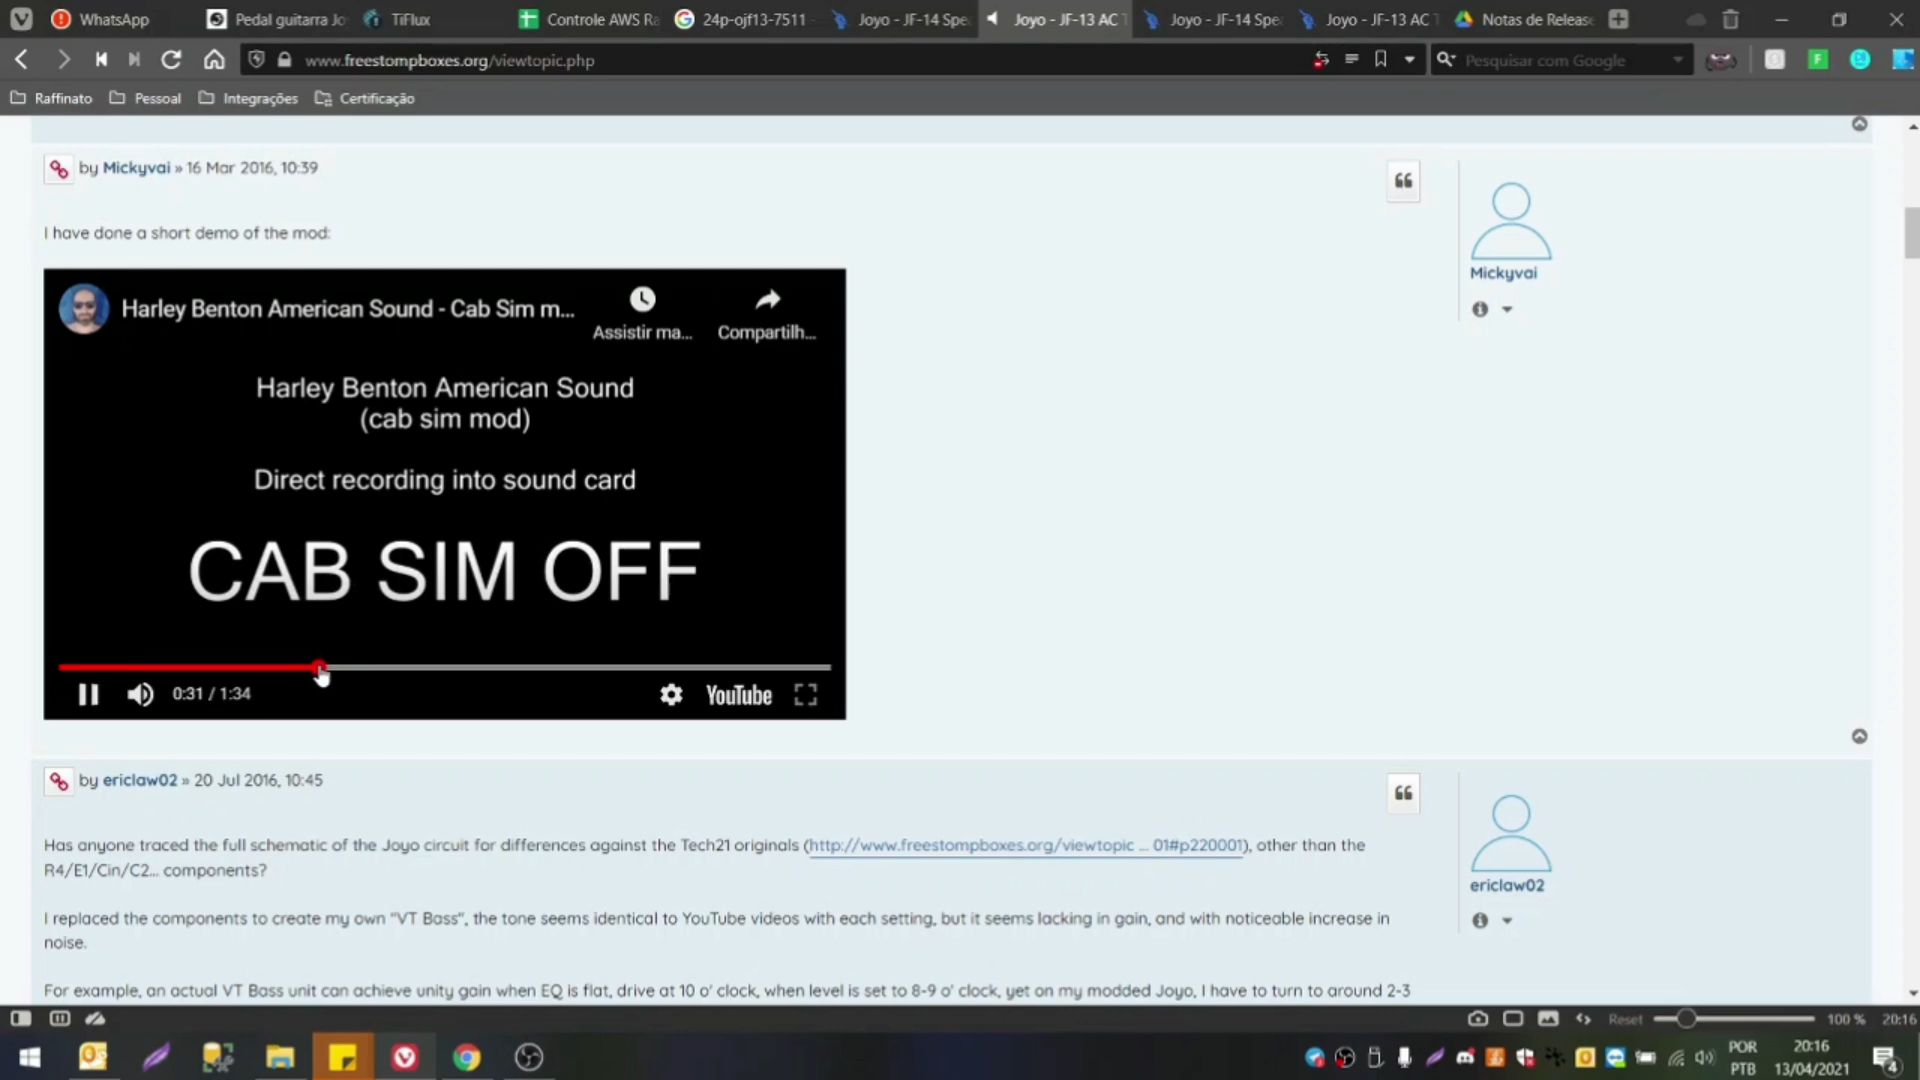 WhatsApp
Pedal guitarra Jo
TiFlux
Controle AWS Ra
24p-ojf13-7511
Joyo - JF-14 Spe
Joyo - JF-13 AC T
Joyo - JF-14 Spe
Joyo - JF-13 AC T
Notas de Release
www.freestompboxes.org/viewtopic.php
Pesquisar com Google
Raffinato
Pessoal
Integrações
Certificação
by Mickyvai » 16 Mar 2016, 10:39
I have done a short demo of the mod:
Mickyvai
Harley Benton American Sound - Cab Sim m...
Assistir ma...
Compartilh...
Harley Benton American Sound
(cab sim mod)
Direct recording into sound card
CAB SIM OFF
0:31 / 1:34
YouTube
by ericlaw02 » 20 Jul 2016, 10:45
ericlaw02
Has anyone traced the full schematic of the Joyo circuit for differences against the Tech21 originals (http://www.freestompboxes.org/viewtopic ... 01#p220001), other than the
R4/E1/Cin/C2... components?
I replaced the components to create my own "VT Bass", the tone seems identical to YouTube videos with each setting, but it seems lacking in gain, and with noticeable increase in
noise.
For example, an actual VT Bass unit can achieve unity gain when EQ is flat, drive at 10 o' clock, when level is set to 8-9 o' clock, yet on my modded Joyo, I have to turn to around 2-3
Reset
100 %
20:16
POR
PTB
20:16
13/04/2021
4